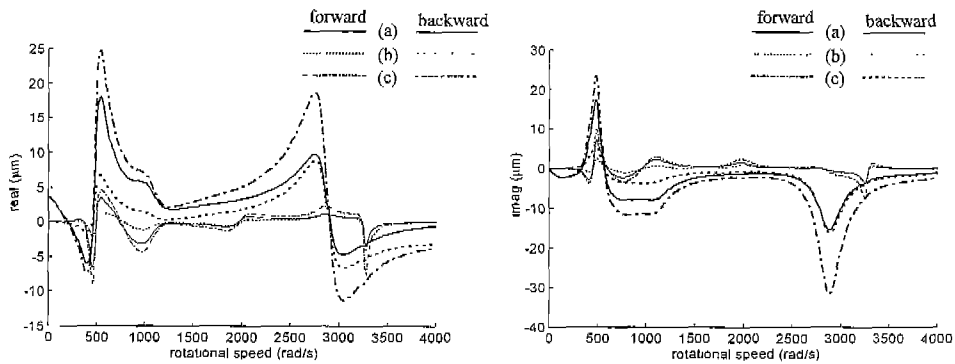 forward (a) backward
(b)
(c)
25
20
15
10
5
0
-5
-10
-15
real (μm)
0 500 1000 1500 2000 2500 3000 3500 4000
rotational speed (rad/s)
forward (a) backward
(b)
(c)
30
20
10
0
-10
-20
-30
-40
imag (μm)
0 500 1000 1500 2000 2500 3000 3500 4000
rotational speed (rad/s)